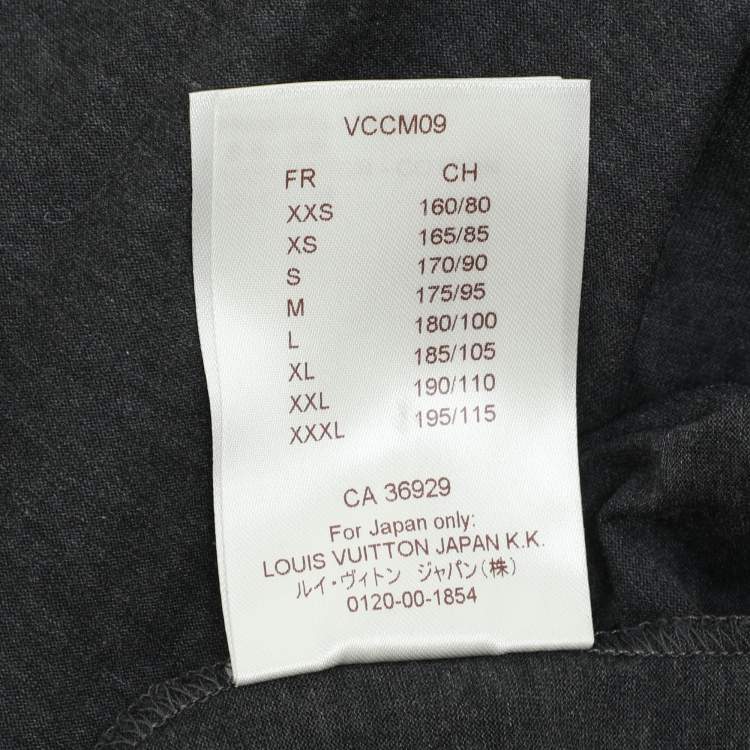 VCCM09
FR CH
XXS 160/80
XS 165/85
S 170/90
M 175/95
L 180/100
XL 185/105
XXL 190/110
XXXL 195/115
CA 36929
For Japan only:
LOUIS VUITTON JAPAN K.K.
ルイ・ヴィトン ジャパン(株)
0120-00-1854